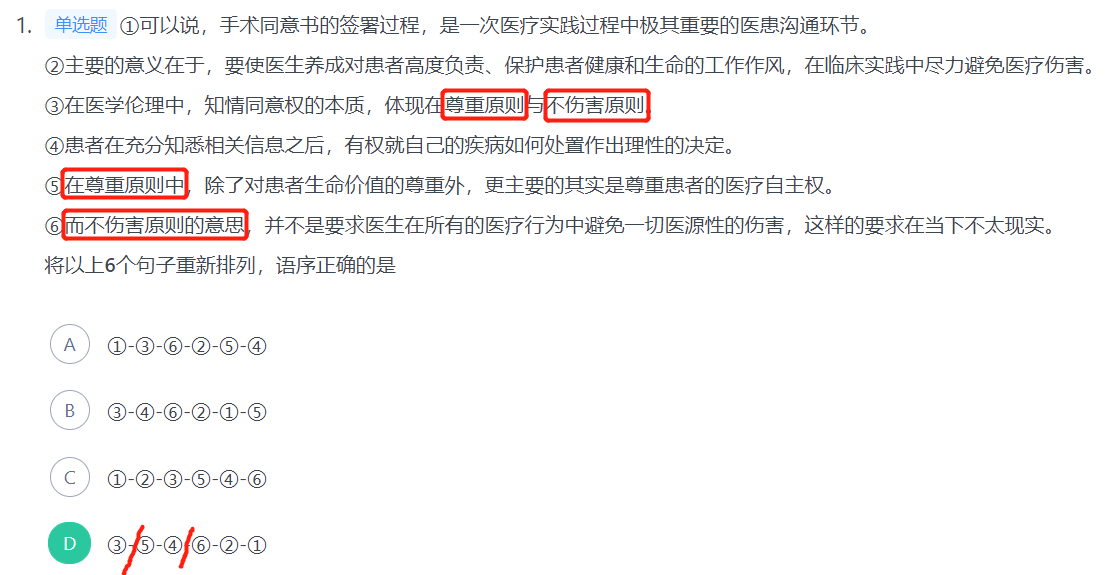 1. 单选题 ①可以说，手术同意书的签署过程，是一次医疗实践过程中极其重要的医患沟通环节。
②主要的意义在于，要使医生养成对患者高度负责、保护患者健康和生命的工作作风，在临床实践中尽力避免医疗伤害。
③在医学伦理中，知情同意权的本质，体现在尊重原则与不伤害原则。
④患者在充分知悉相关信息之后，有权就自己的疾病如何处置作出理性的决定。
⑤在尊重原则中，除了对患者生命价值的尊重外，更主要的其实是尊重患者的医疗自主权。
⑥而不伤害原则的意思，并不是要求医生在所有的医疗行为中避免一切医源性的伤害，这样的要求在当下不太现实。
将以上6个句子重新排列，语序正确的是
A ①-③-⑥-②-⑤-④
B ③-④-⑥-②-①-⑤
C ①-②-③-⑤-④-⑥
D ③-⑤-④-⑥-②-①